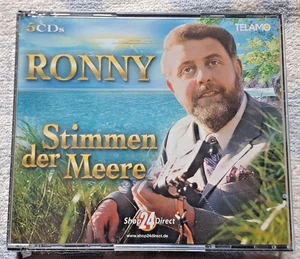 5CDs
TELAMO
RONNY
Stimmen
der Meere
Shop24Direct
www.shop24direct.de